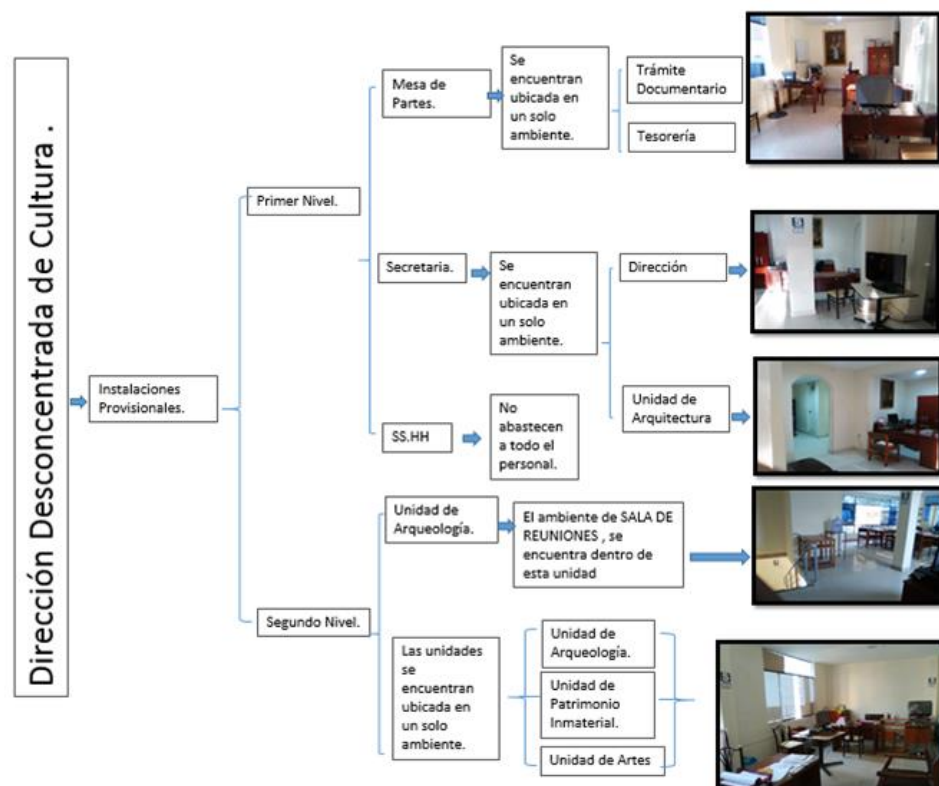 Dirección Desconcentrada de Cultura .
Instalaciones
Provisionales.
Primer Nivel.
Mesa de
Partes.
Se
encuentran
ubicada en
un solo
ambiente.
Trámite
Documentario
Tesorería
Secretaria.
Se
encuentran
ubicada en
un solo
ambiente.
Dirección
Unidad de
Arquitectura
SS.HH
No
abastecen
a todo el
personal.
Segundo Nivel.
Unidad de
Arqueología.
El ambiente de SALA DE
REUNIONES , se
encuentra dentro de
esta unidad
Las unidades
se
encuentran
ubicada en
un solo
ambiente.
Unidad de
Arqueología.
Unidad de
Patrimonio
Inmaterial.
Unidad de Artes